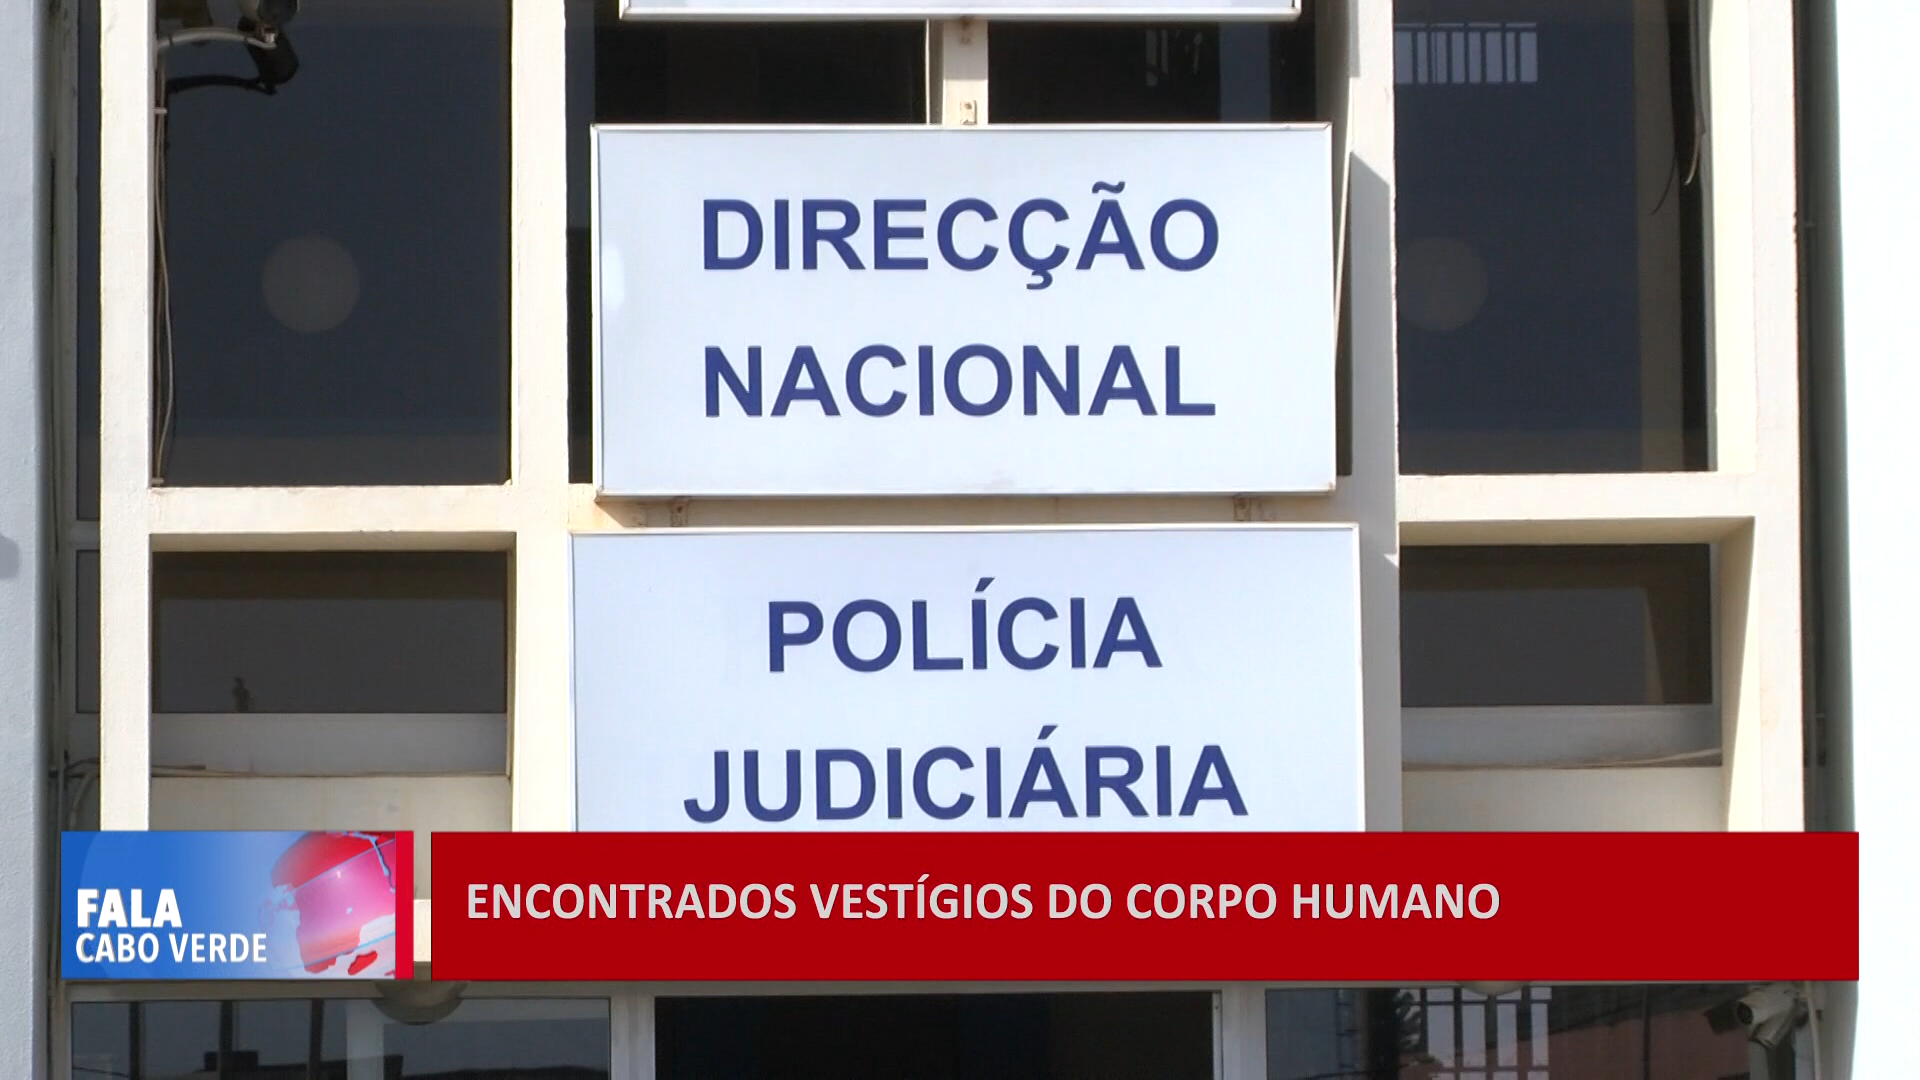 DIRECÇÃO
NACIONAL
POLÍCIA
JUDICIÁRIA
FALA
CABO VERDE
ENCONTRADOS VESTÍGIOS DO CORPO HUMANO